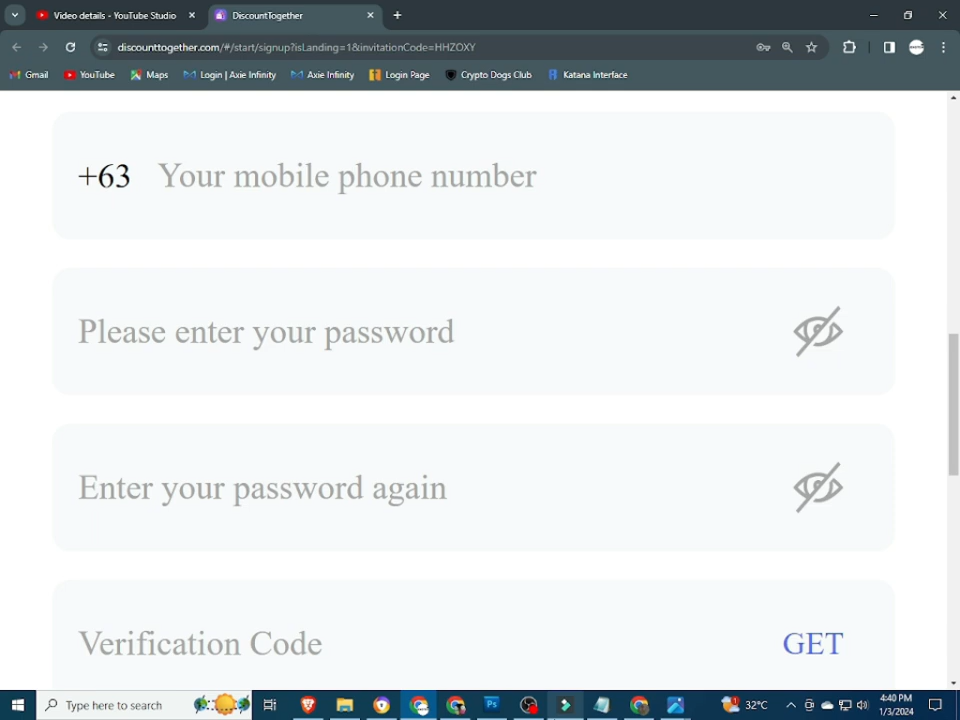 Video details - YouTube Studio
DiscountTogether
discounttogether.com/#/start/signup?isLanding=1&invitationCode=HHZOXY
Gmail
YouTube
Maps
Login | Axie Infinity
Axie Infinity
Login Page
Crypto Dogs Club
Katana Interface
+63 Your mobile phone number
Please enter your password
Enter your password again
Verification Code GET
Type here to search
Ps
32°C
4:40 PM
1/3/2024